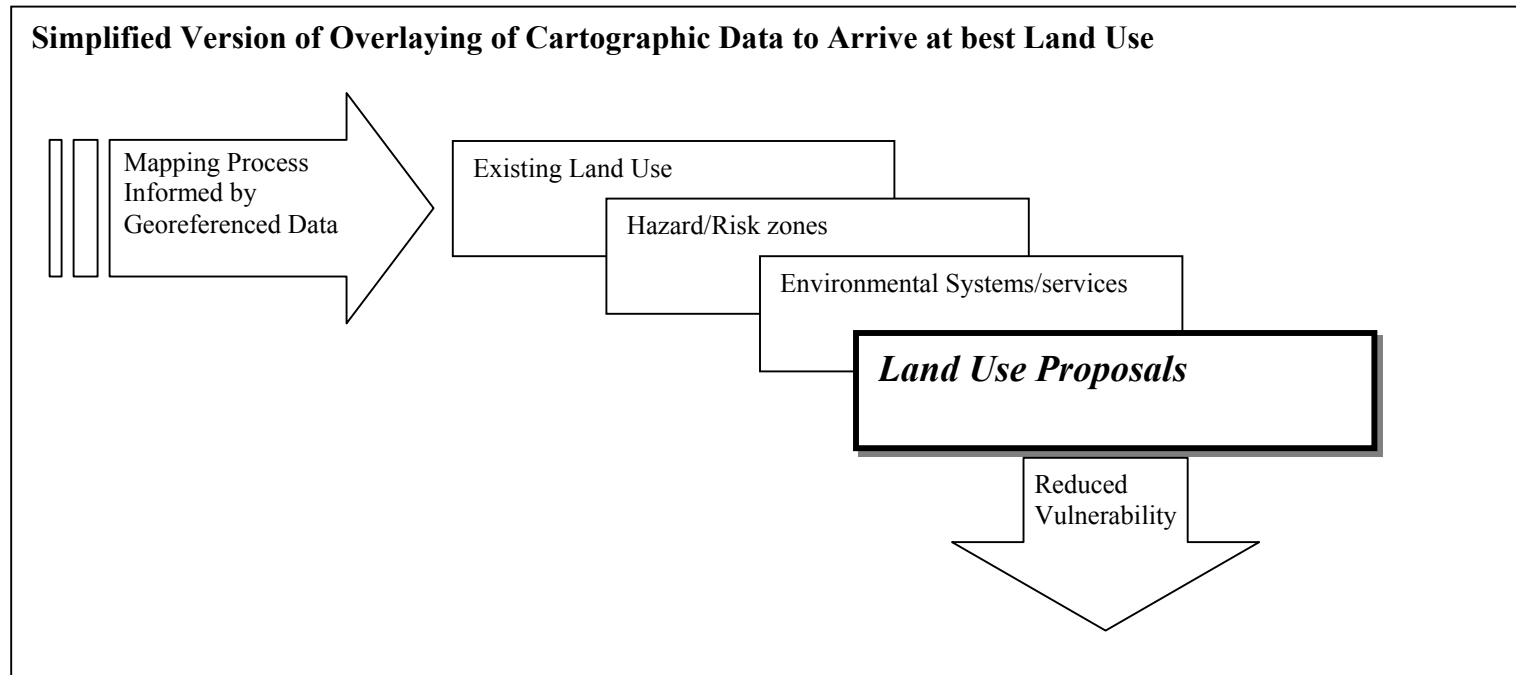 Simplified Version of Overlaying of Cartographic Data to Arrive at best Land Use
Mapping Process
Informed by
Georeferenced Data
Existing Land Use
Hazard/Risk zones
Environmental Systems/services
Land Use Proposals
Reduced
Vulnerability